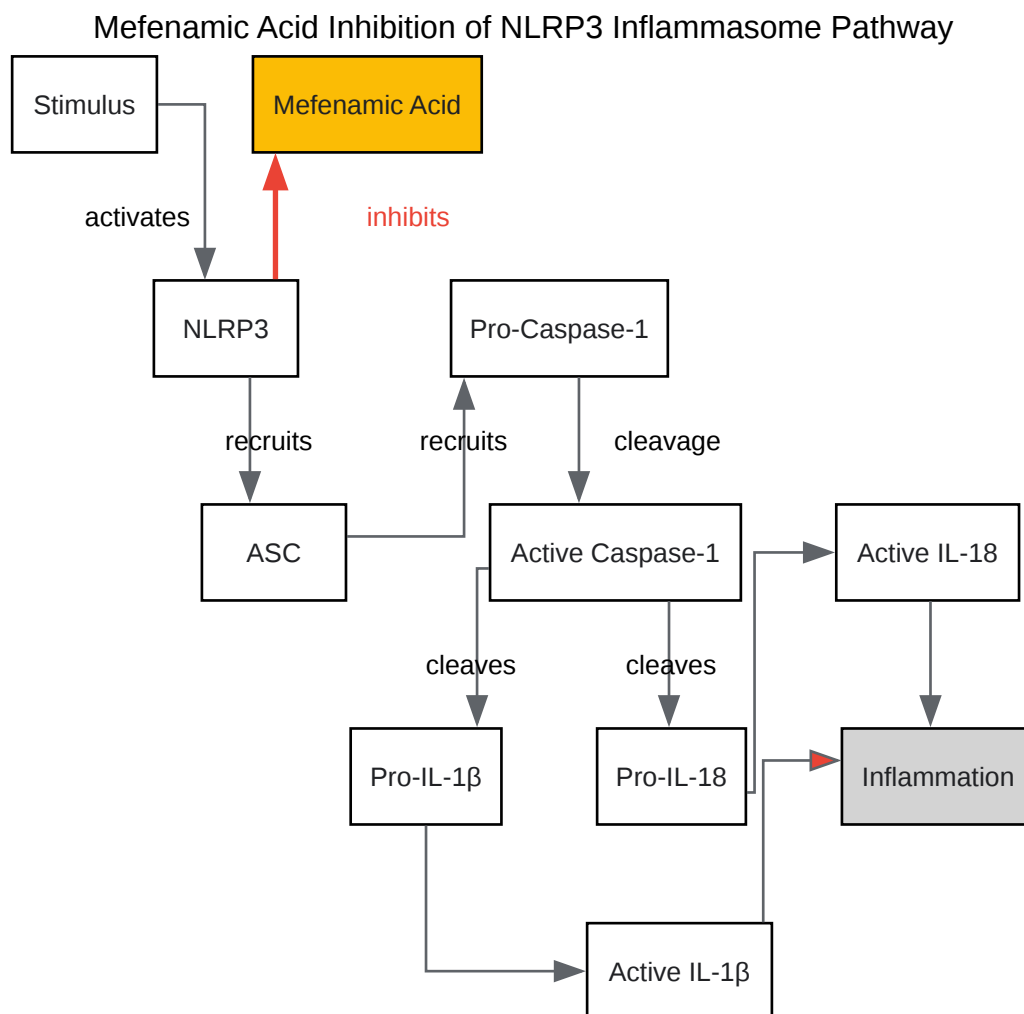 Mefenamic Acid Inhibition of NLRP3 Inflammasome Pathway
Stimulus
Mefenamic Acid
activates
inhibits
NLRP3
Pro-Caspase-1
recruits
recruits
cleavage
ASC
Active Caspase-1
Active IL-18
cleaves
cleaves
Pro-IL-1β
Pro-IL-18
Inflammation
Active IL-1β